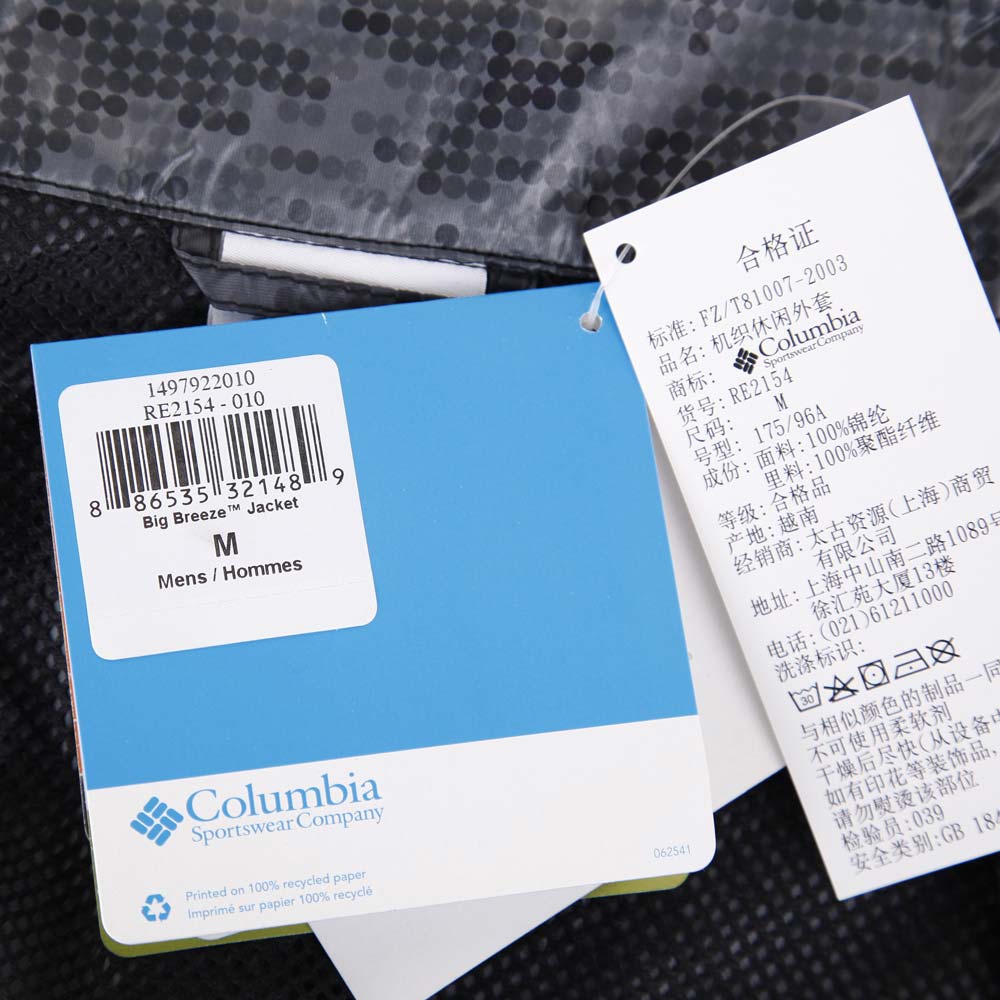 1497922010
RE2154 - 010
8 86535 32148 9
Big Breeze™ Jacket
M
Mens / Hommes
Columbia
Sportswear Company
062541
Printed on 100% recycled paper
Imprimé sur papier 100% recyclé
合格证
标准: FZ/T81007-2003
品名: 机织休闲外套
商标: Columbia
Sportswear Company
货号: RE2154
尺码: M
号型: 175/96A
成份: 面料: 100%锦纶
里料: 100%聚酯纤维
等级: 合格品
产地: 越南
经销商: 太古资源(上海)商贸
有限公司
地址: 上海中山南二路1089号
徐汇苑大厦13楼
电话: (021)61211000
洗涤标识:
30
与相似颜色的制品一同
不可使用柔软剂
干燥后尽快(从设备中
如有印花等装饰品,
请勿熨烫该部位
检验员: 039
安全类别: GB 184